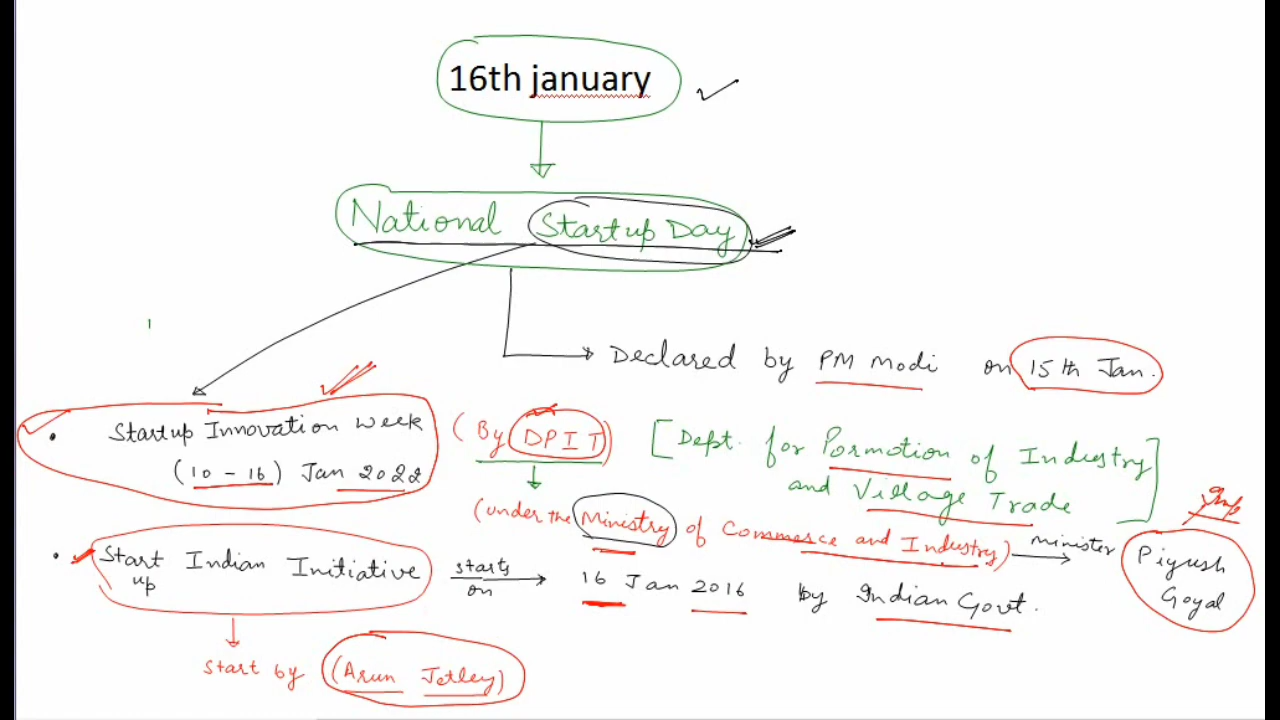 16th january
National Startup Day
Declared by PM Modi on 15th Jan.
Startup Innovation Week
(10 - 16) Jan 2022
(By DPIT)
[Dept. for Pormotion of Industry
and Village Trade]
(under the Ministry of Commerce and Industry)
minister
Imp
Piyush
Goyal
Start up Indian Initiative
starts
on
16 Jan 2016 by Indian Govt.
Start by (Arun Jetley)